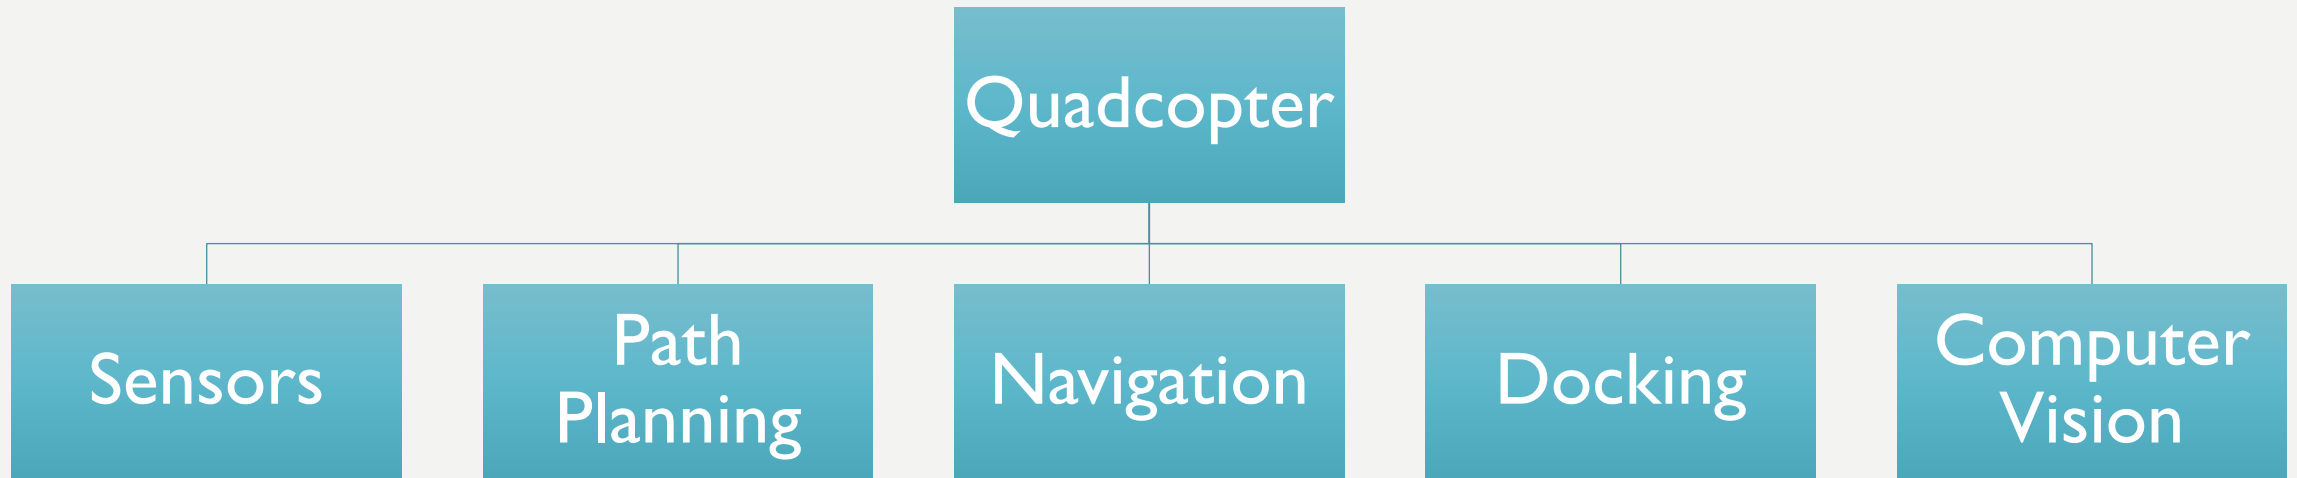 Quadcopter
Sensors
Path
Planning
Navigation
Docking
Computer
Vision